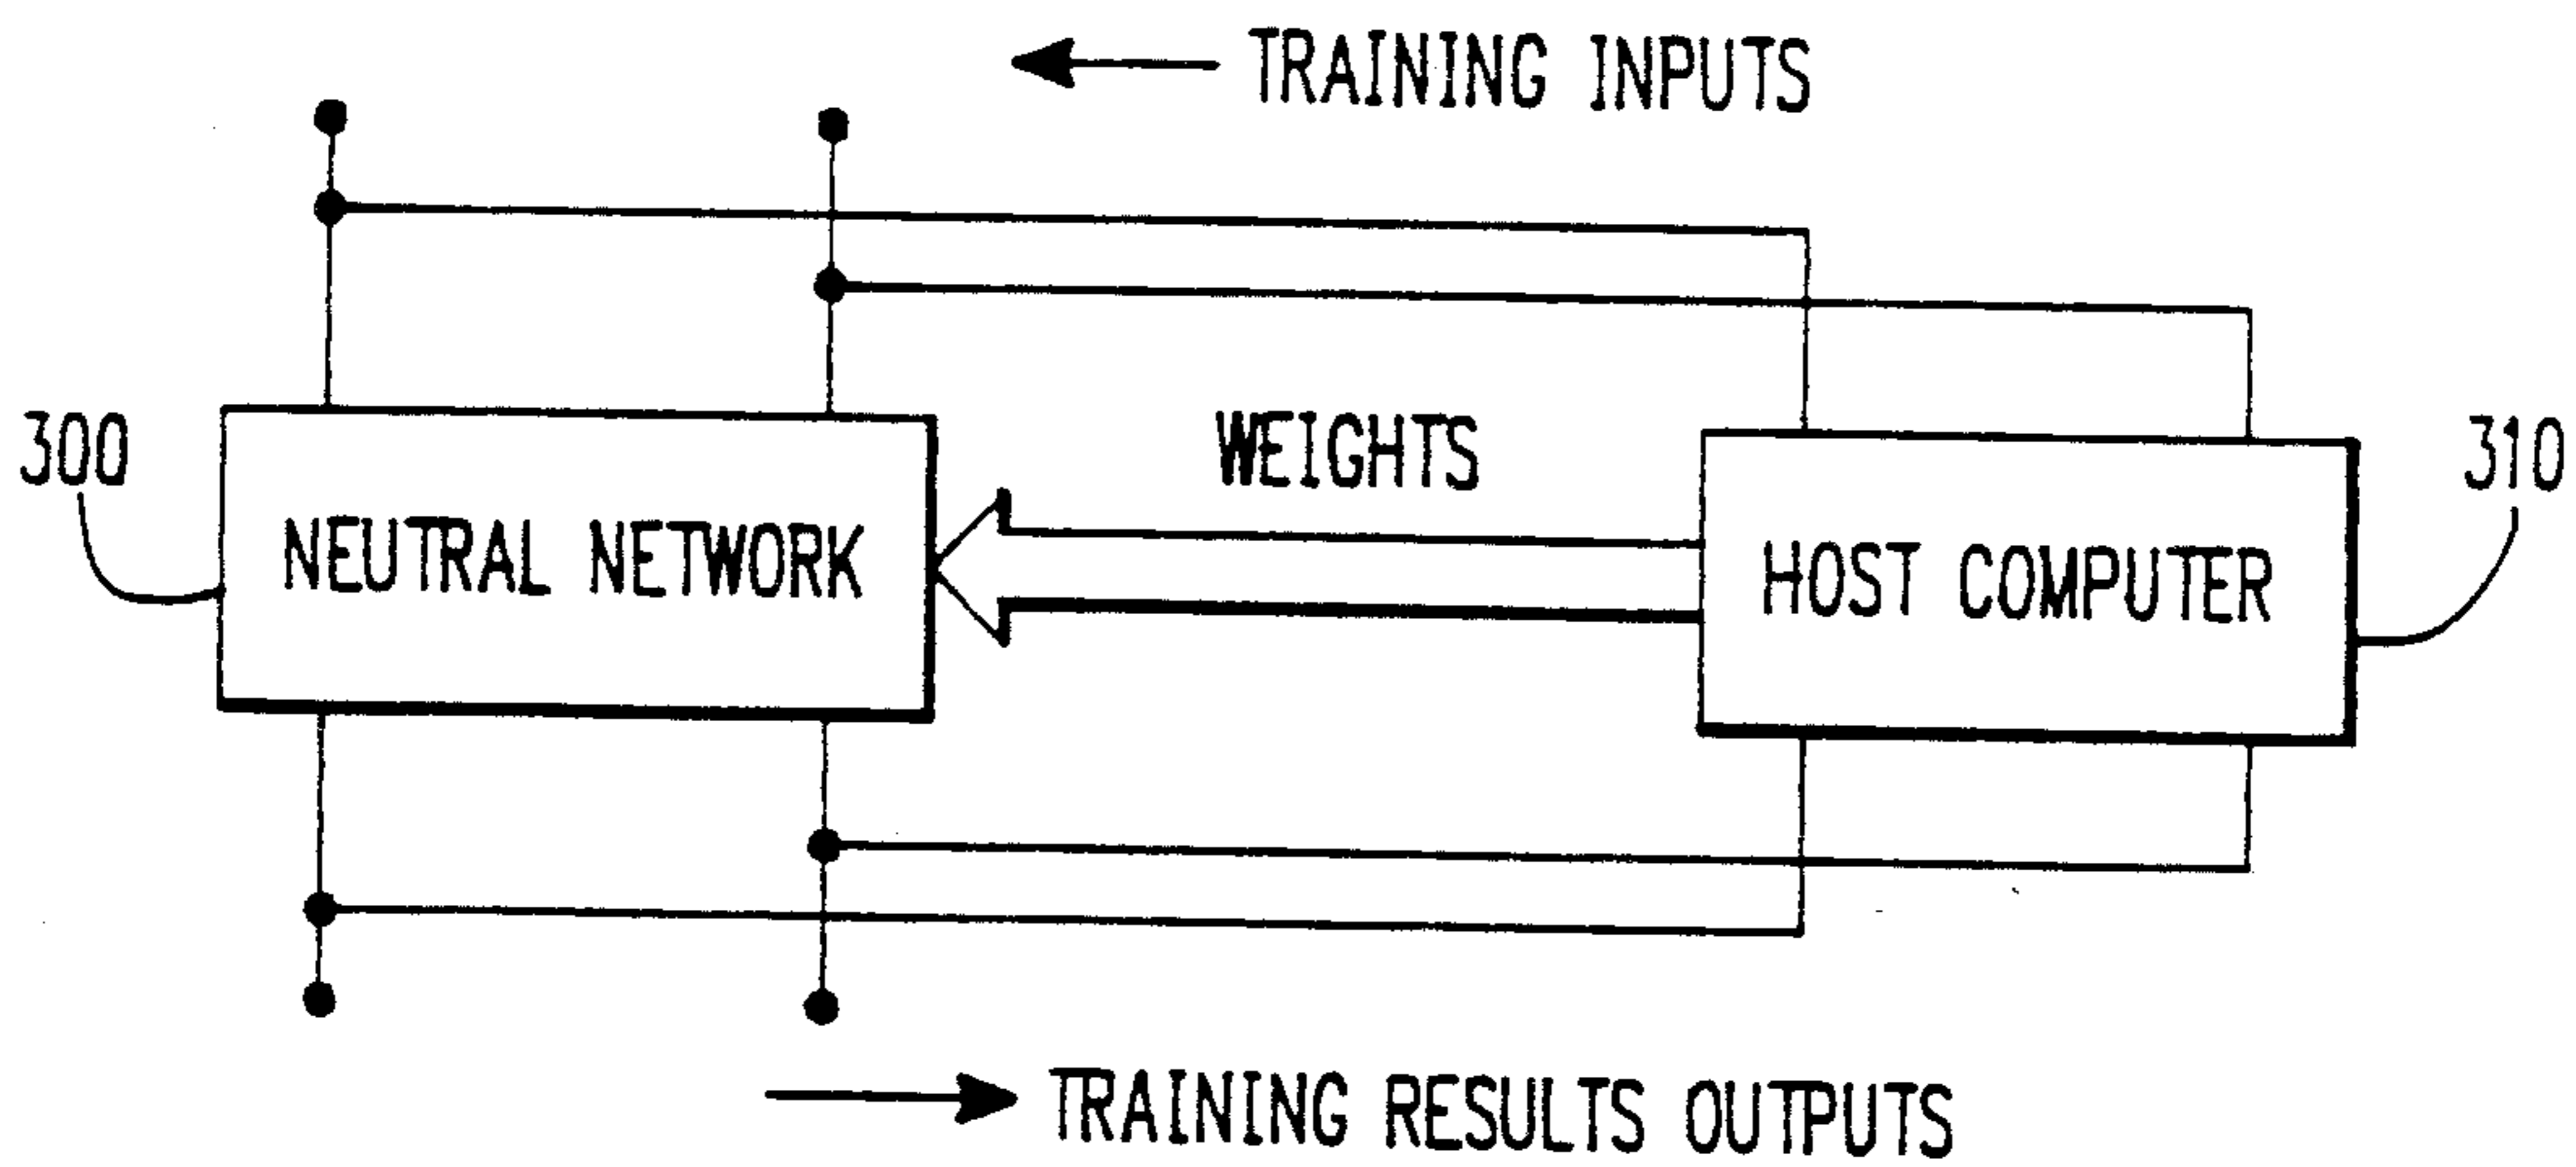 TRAINING INPUTS
300
WEIGHTS
310
NEUTRAL NETWORK
HOST COMPUTER
TRAINING RESULTS OUTPUTS